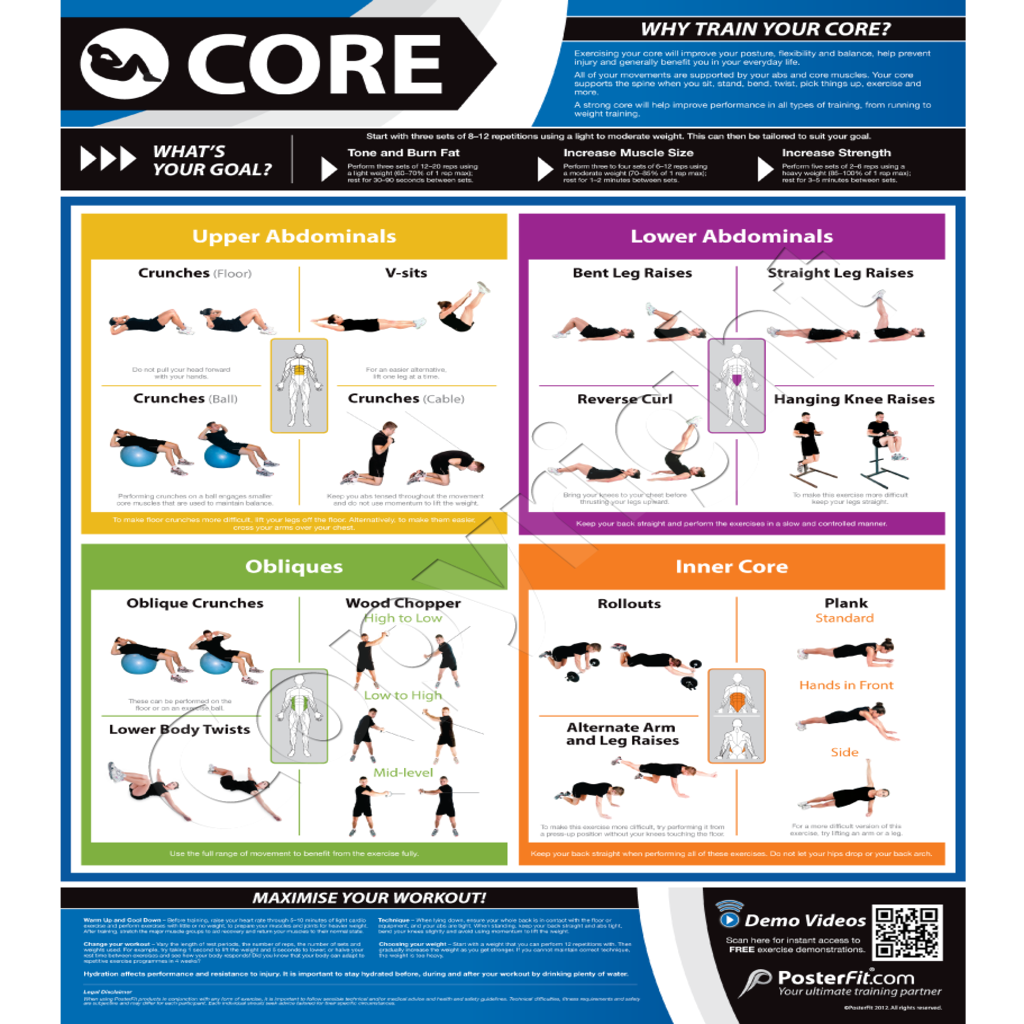 CORE
WHY TRAIN YOUR CORE?
Exercising your core will improve your posture, flexibility and balance, help prevent
injury and generally benefit you in your everyday life.
All of your movements are supported by your abs and core muscles. Your core
supports the spine when you sit, stand, bend, twist, pick things up, exercise and
more.
A strong core will help improve performance in all types of training, from running to
weight training.
WHAT'S
YOUR GOAL?
Start with three sets of 8–12 repetitions using a light to moderate weight. This can then be tailored to suit your goal.
Tone and Burn Fat
Perform three sets of 12–20 reps using
a light weight (60–70% of 1 rep max);
rest for 30–90 seconds between sets.
Increase Muscle Size
Perform three to four sets of 6–12 reps using
a moderate weight (70–85% of 1 rep max);
rest for 1–2 minutes between sets.
Increase Strength
Perform five sets of 2–6 reps using a
heavy weight (85–100% of 1 rep max);
rest for 3–5 minutes between sets.
Upper Abdominals
Crunches (Floor)
Do not pull your head forward
with your hands.
V-sits
For an easier alternative,
lift one leg at a time.
Crunches (Ball)
Performing crunches on a ball engages smaller
core muscles that are used to maintain balance.
Crunches (Cable)
Keep you abs tensed throughout the movement
and do not use momentum to lift the weight.
To make floor crunches more difficult, lift your legs off the floor. Alternatively, to make them easier,
cross your arms over your chest.
Lower Abdominals
Bent Leg Raises
Straight Leg Raises
Reverse Curl
Bring your knees to your chest before
thrusting your legs upward.
Hanging Knee Raises
To make this exercise more difficult
keep your legs straight.
Keep your back straight and perform the exercises in a slow and controlled manner.
Obliques
Oblique Crunches
These can be performed on the
floor or on an exercise ball.
Lower Body Twists
Wood Chopper
High to Low
Low to High
Mid-level
Use the full range of movement to benefit from the exercise fully.
Inner Core
Rollouts
Alternate Arm
and Leg Raises
To make this exercise more difficult, try performing it from
a press-up position without your knees touching the floor.
Plank
Standard
Hands in Front
Side
For a more difficult version of this
exercise, try lifting an arm or a leg.
Keep your back straight when performing all of these exercises. Do not let your hips drop or your back arch.
Copyright
MAXIMISE YOUR WORKOUT!
Warm Up and Cool Down – Before training, raise your heart rate through 5–10 minutes of light cardio
exercise and perform exercises with little or no weight, to prepare your muscles and joints for heavier weight.
After training, stretch the major muscle groups to aid recovery and return your muscles to their normal state.
Change your workout – Vary the length of rest periods, the number of reps, the number of sets and
weights used. For example, try taking 1 second to lift the weight and 3 seconds to lower, or halve your
rest time between exercises and see how your body responds! Did you know that your body can adapt to
repetitive exercise programmes in 4 weeks?
Technique – When lying down, ensure your whole back is in contact with the floor or
equipment, and your abs are tight. When standing, keep your back straight and abs tight,
bend your knees slightly and avoid using momentum to lift the weight.
Choosing your weight – Start with a weight that you can perform 12 repetitions with. Then
gradually increase the weight as you get stronger. If you cannot maintain correct technique,
the weight is too heavy.
Hydration affects performance and resistance to injury. It is important to stay hydrated before, during and after your workout by drinking plenty of water.
Legal Disclaimer
Demo Videos
Scan here for instant access to
FREE exercise demonstrations.
PosterFit.com
Your ultimate training partner
©PosterFit 2012. All rights reserved.